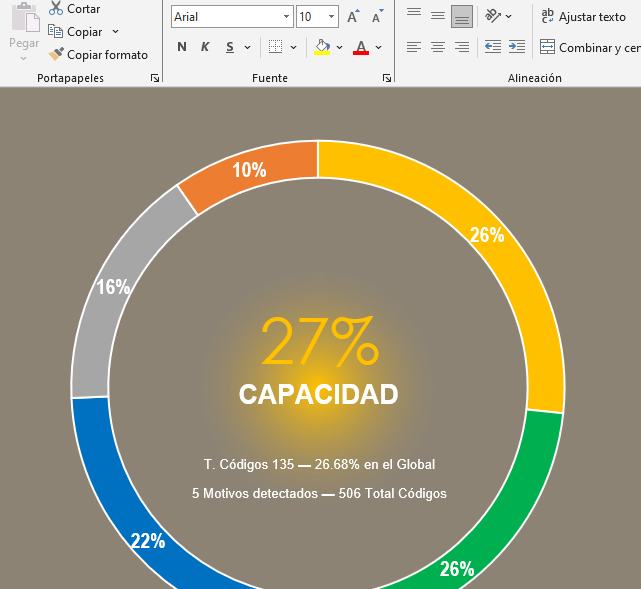 Cortar
Arial
10
A
A
Ajustar texto
Pegar
Copiar
Copiar formato
N K S
A
Combinar y cen
Portapapeles
Fuente
Alineación
10%
26%
16%
27%
CAPACIDAD
T. Códigos 135 — 26.68% en el Global
5 Motivos detectados — 506 Total Códigos
22%
26%